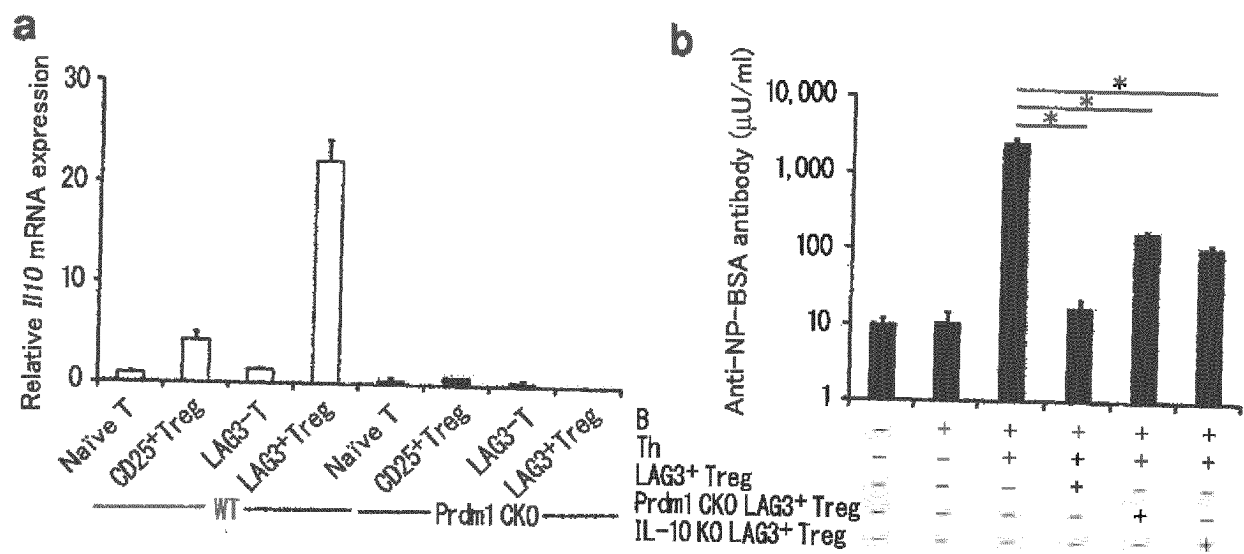 a
Relative Il10 mRNA expression
30
20
10
0
Naïve T
CD25+Treg
LAG3-T
LAG3+Treg
Naïve T
CD25+Treg
LAG3-T
LAG3+Treg
WT
Prdm1 CKO
b
Anti-NP-BSA antibody (μU/ml)
10,000
1,000
100
10
1
*
*
*
B - + + + + +
Th - - + + + +
LAG3+ Treg - - - + - -
Prdm1 CKO LAG3+ Treg - - - - + -
IL-10 KO LAG3+ Treg - - - - - +